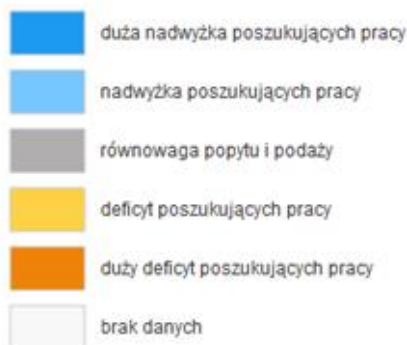 duża nadwyżka poszukujących pracy
nadwyżka poszukujących pracy
równowaga popytu i podaży
deficyt poszukujących pracy
duży deficyt poszukujących pracy
brak danych